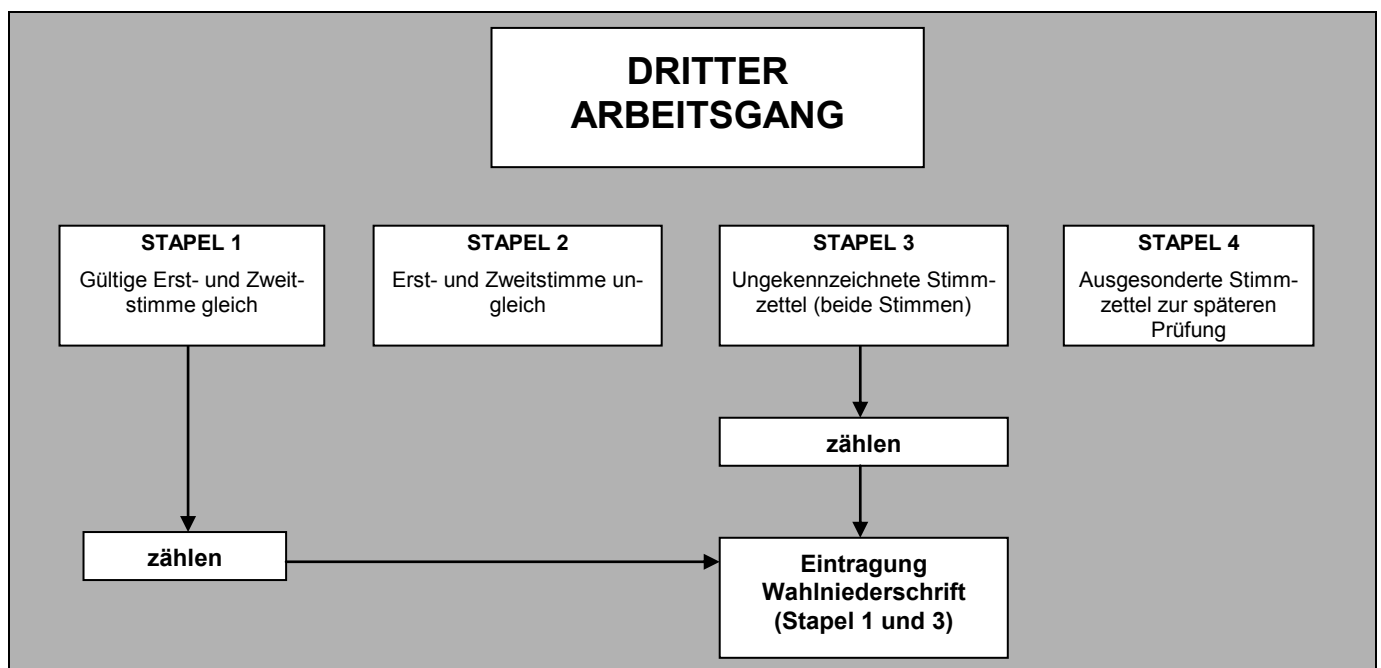 DRITTER
ARBEITSGANG
STAPEL 1
Gültige Erst- und Zweit-
stimme gleich
STAPEL 2
Erst- und Zweitstimme un-
gleich
STAPEL 3
Ungekennzeichnete Stimm-
zettel (beide Stimmen)
STAPEL 4
Ausgesonderte Stimm-
zettel zur späteren
Prüfung
zählen
zählen
Eintragung
Wahlniederschrift
(Stapel 1 und 3)